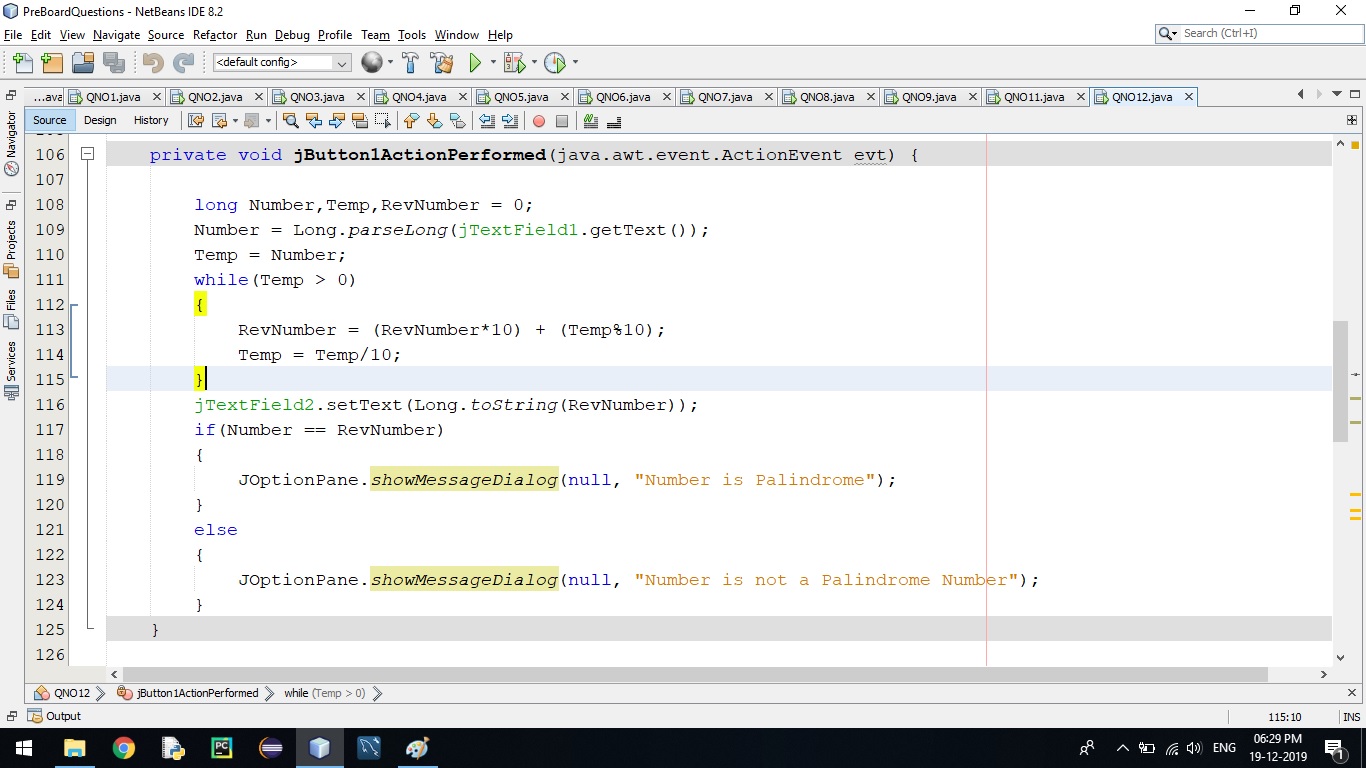 PreBoardQuestions - NetBeans IDE 8.2
File Edit View Navigate Source Refactor Run Debug Profile Team Tools Window Help
Search (Ctrl+I)
<default config>
...ava QNO1.java QNO2.java QNO3.java QNO4.java QNO5.java QNO6.java QNO7.java QNO8.java QNO9.java QNO11.java QNO12.java
Source Design History
Navigator
Projects
Files
Services
106 private void jButton1ActionPerformed(java.awt.event.ActionEvent evt) {
107
108 long Number,Temp,RevNumber = 0;
109 Number = Long.parseLong(jTextField1.getText());
110 Temp = Number;
111 while(Temp > 0)
112 {
113 RevNumber = (RevNumber*10) + (Temp%10);
114 Temp = Temp/10;
115 }
116 jTextField2.setText(Long.toString(RevNumber));
117 if(Number == RevNumber)
118 {
119 JOptionPane.showMessageDialog(null, "Number is Palindrome");
120 }
121 else
122 {
123 JOptionPane.showMessageDialog(null, "Number is not a Palindrome Number");
124 }
125 }
126
QNO12 jButton1ActionPerformed while (Temp > 0)
Output
115:10 INS
PC
ENG
06:29 PM
19-12-2019
1